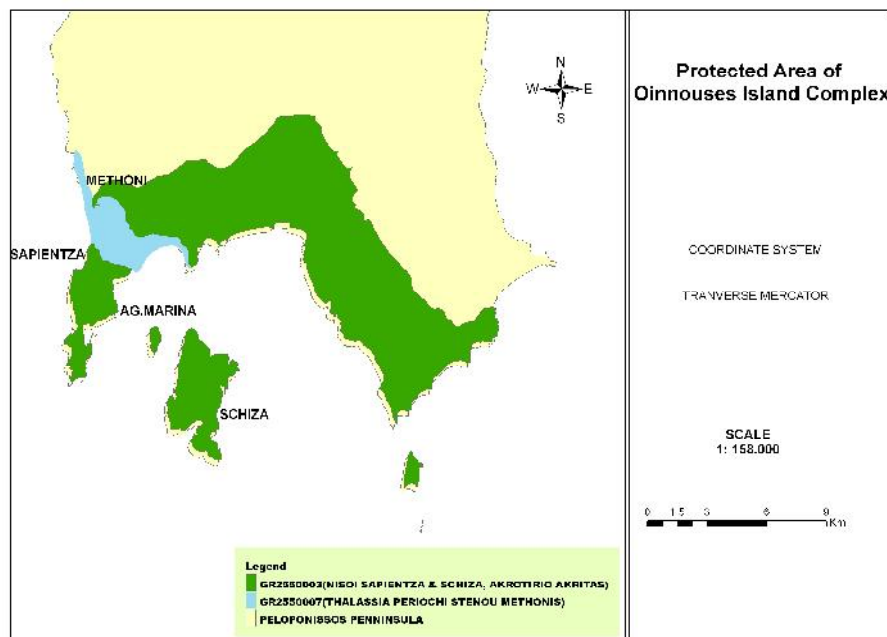 N
W E
S
METHONI
SAPIENTZA
AG.MARINA
SCHIZA
Legend
GR2550003(NISOI SAPIENTZA & SCHIZA, AKROTIRIO AKRITAS)
GR2550007(THALASSIA PERIOCHI STENOU METHONIS)
PELOPONISSOS PENNINSULA
Protected Area of
Oinnouses Island Complex
COORDINATE SYSTEM
TRANVERSE MERCATOR
SCALE
1: 158.000
0 1.5 3 6 9
Km